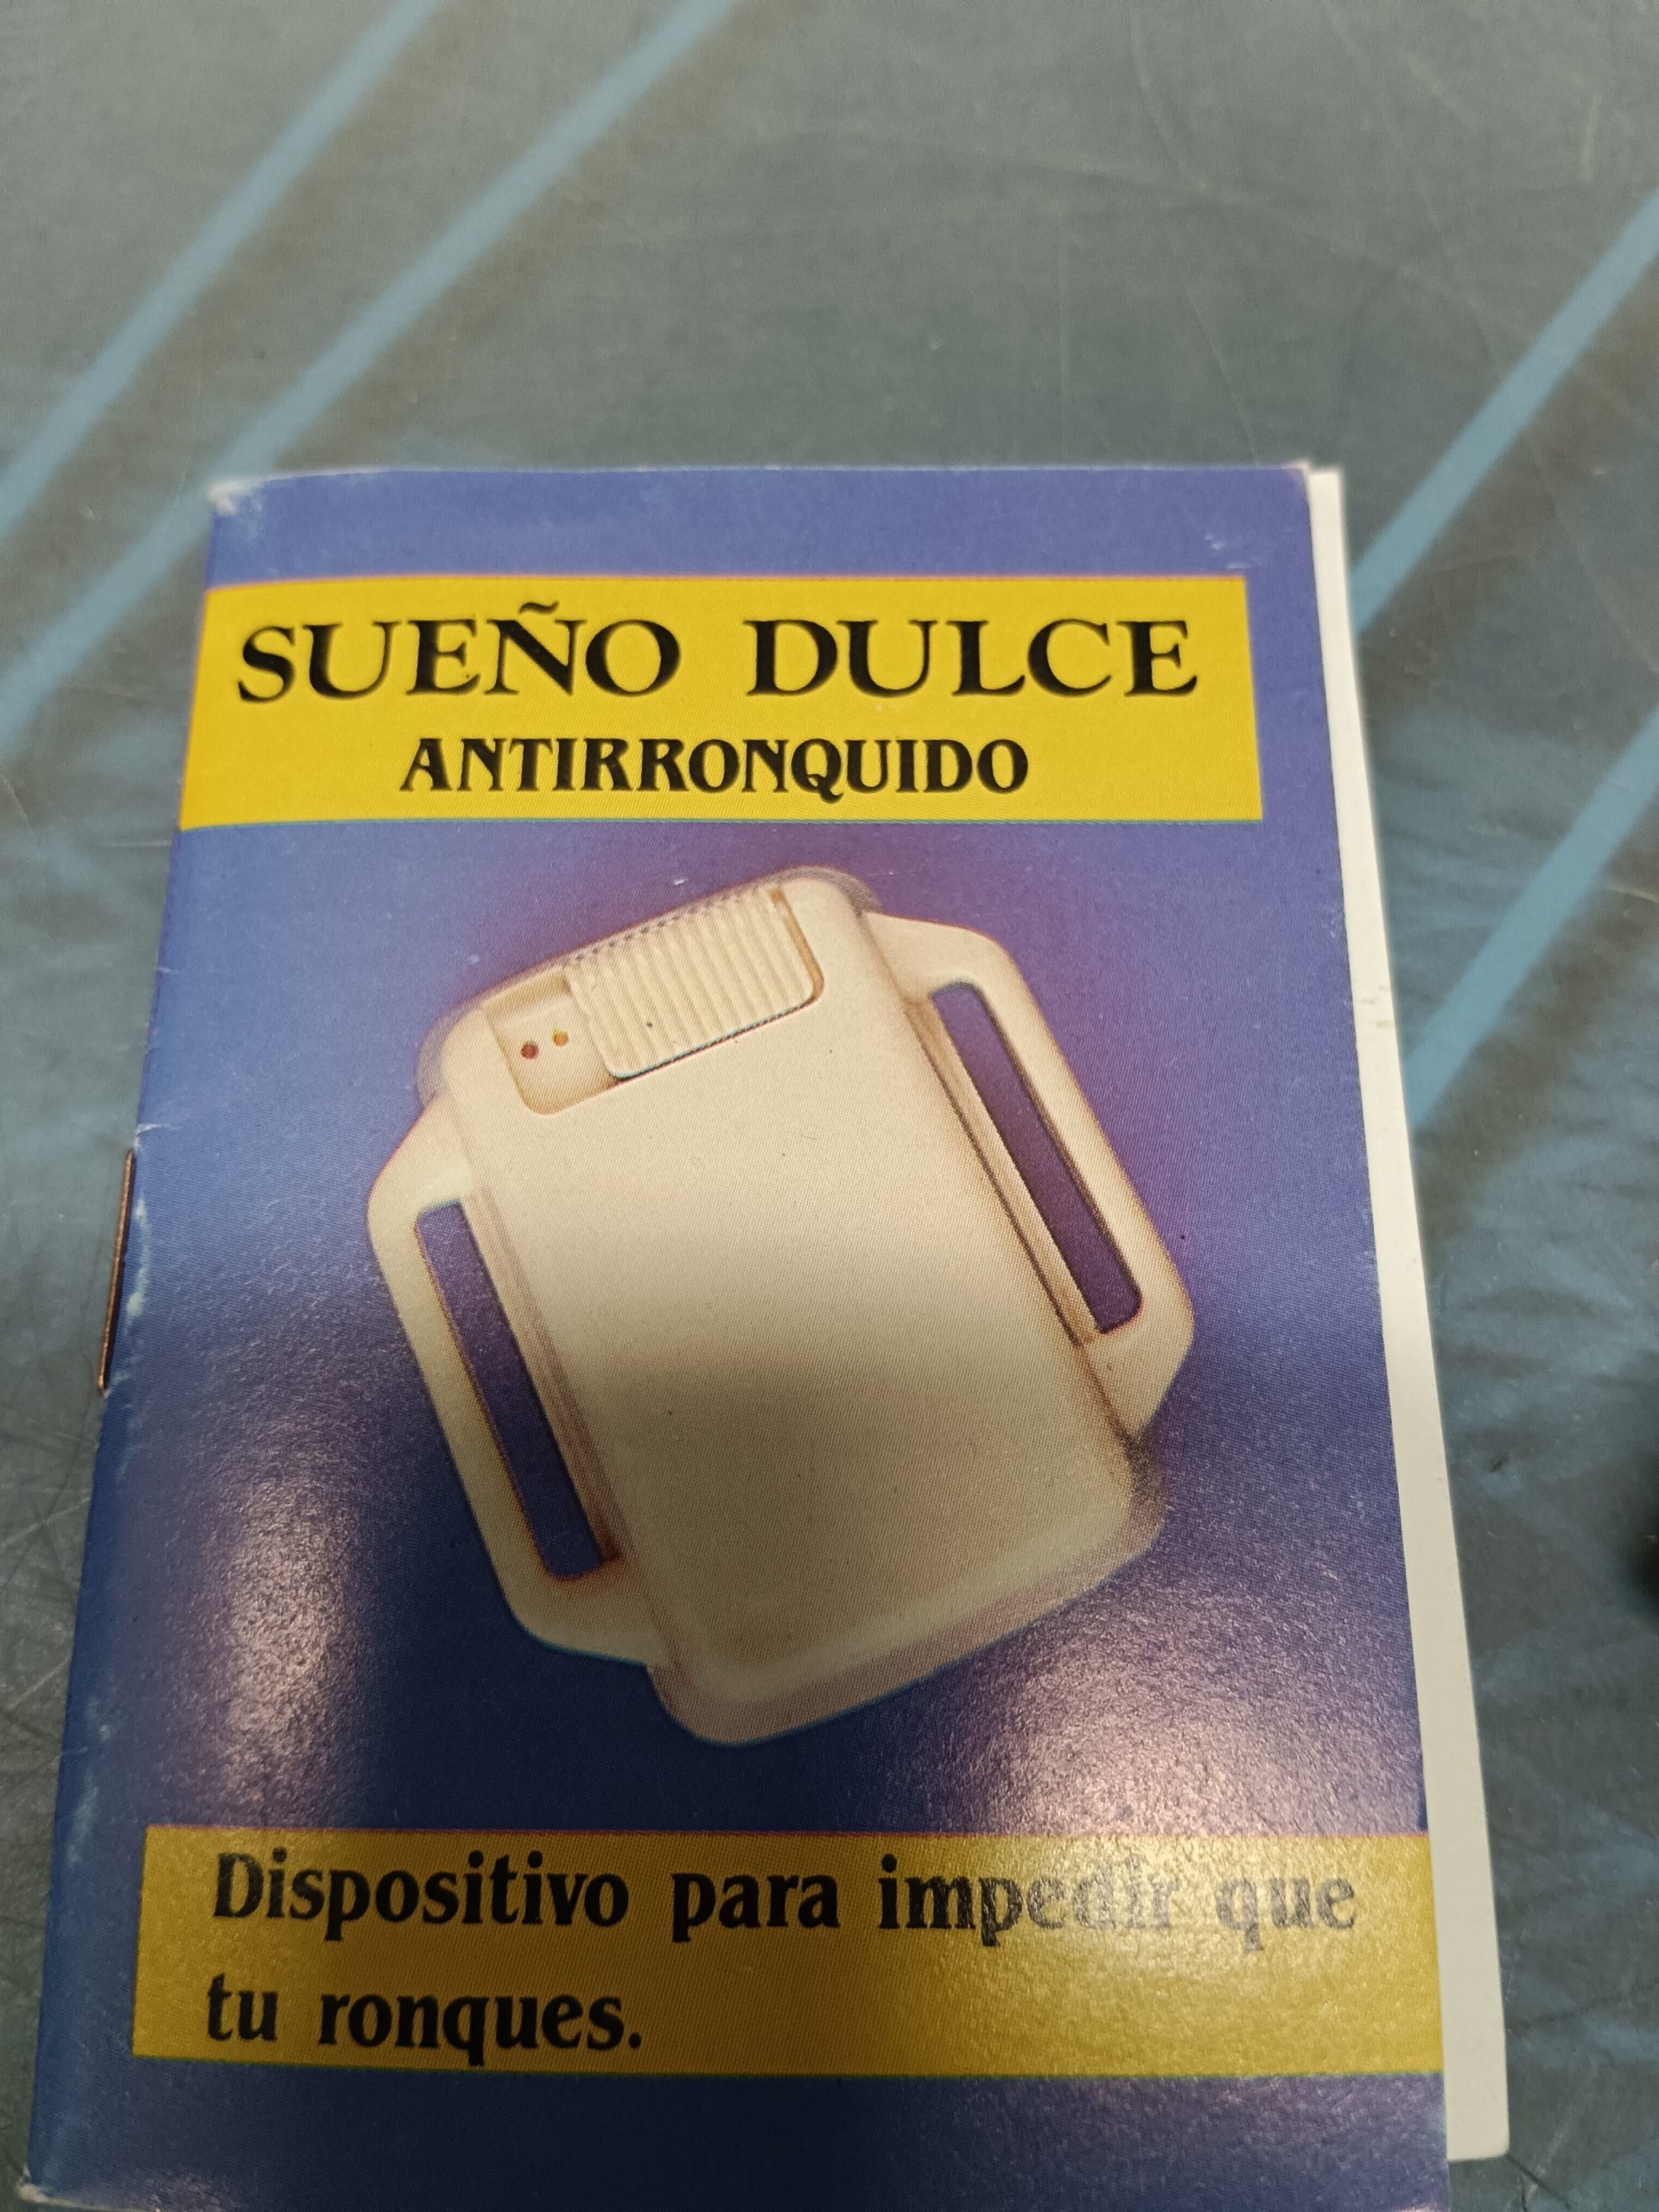 SUEÑO DULCE
ANTIRRONQUIDO
Dispositivo para impedir que
tu ronques.